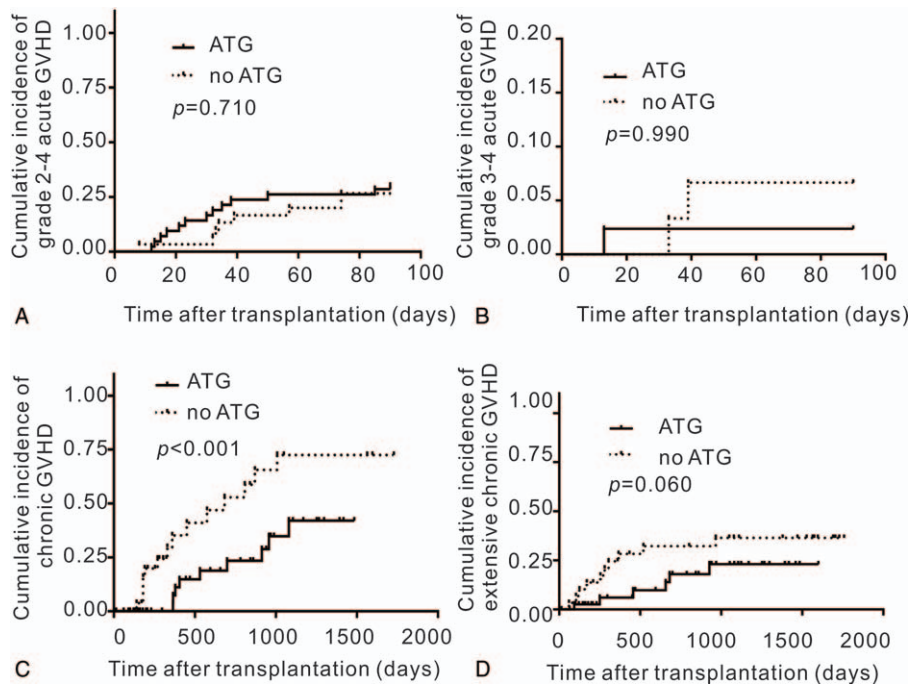 Cumulative incidence of
grade 2-4 acute GVHD
1.00
0.75
0.50
0.25
0.00
ATG
no ATG
p=0.710
0
20
40
60
80
100
Time after transplantation (days)
A
Cumulative incidence of
grade 3-4 acute GVHD
0.20
0.15
0.10
0.05
0.00
ATG
no ATG
p=0.990
0
20
40
60
80
100
Time after transplantation (days)
B
Cumulative incidence of
chronic GVHD
1.00
0.75
0.50
0.25
0.00
ATG
no ATG
p<0.001
0
500
1000
1500
2000
Time after transplantation (days)
C
Cumulative incidence of
extensive chronic GVHD
1.00
0.75
0.50
0.25
0.00
ATG
no ATG
p=0.060
0
500
1000
1500
2000
Time after transplantation (days)
D